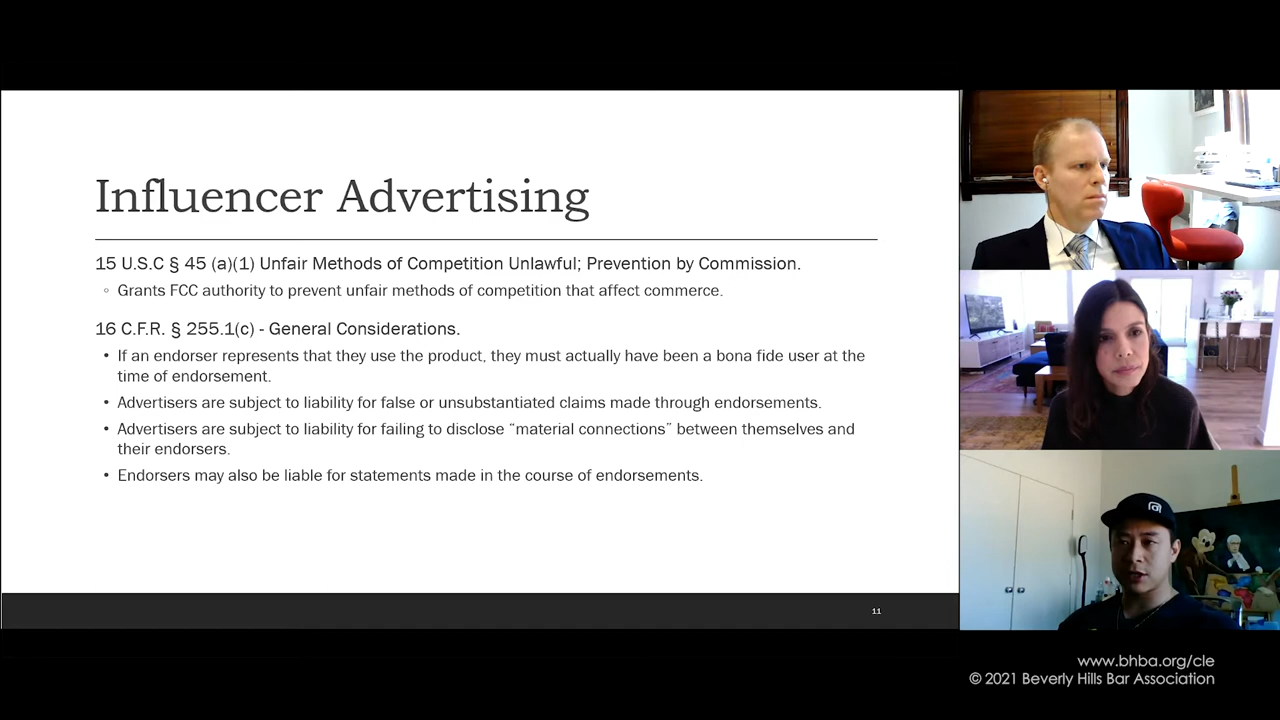 Influencer Advertising
15 U.S.C § 45 (a)(1) Unfair Methods of Competition Unlawful; Prevention by Commission.
◦ Grants FCC authority to prevent unfair methods of competition that affect commerce.
16 C.F.R. § 255.1(c) - General Considerations.
• If an endorser represents that they use the product, they must actually have been a bona fide user at the
time of endorsement.
• Advertisers are subject to liability for false or unsubstantiated claims made through endorsements.
• Advertisers are subject to liability for failing to disclose “material connections” between themselves and
their endorsers.
• Endorsers may also be liable for statements made in the course of endorsements.
11
www.bhba.org/cle
© 2021 Beverly Hills Bar Association